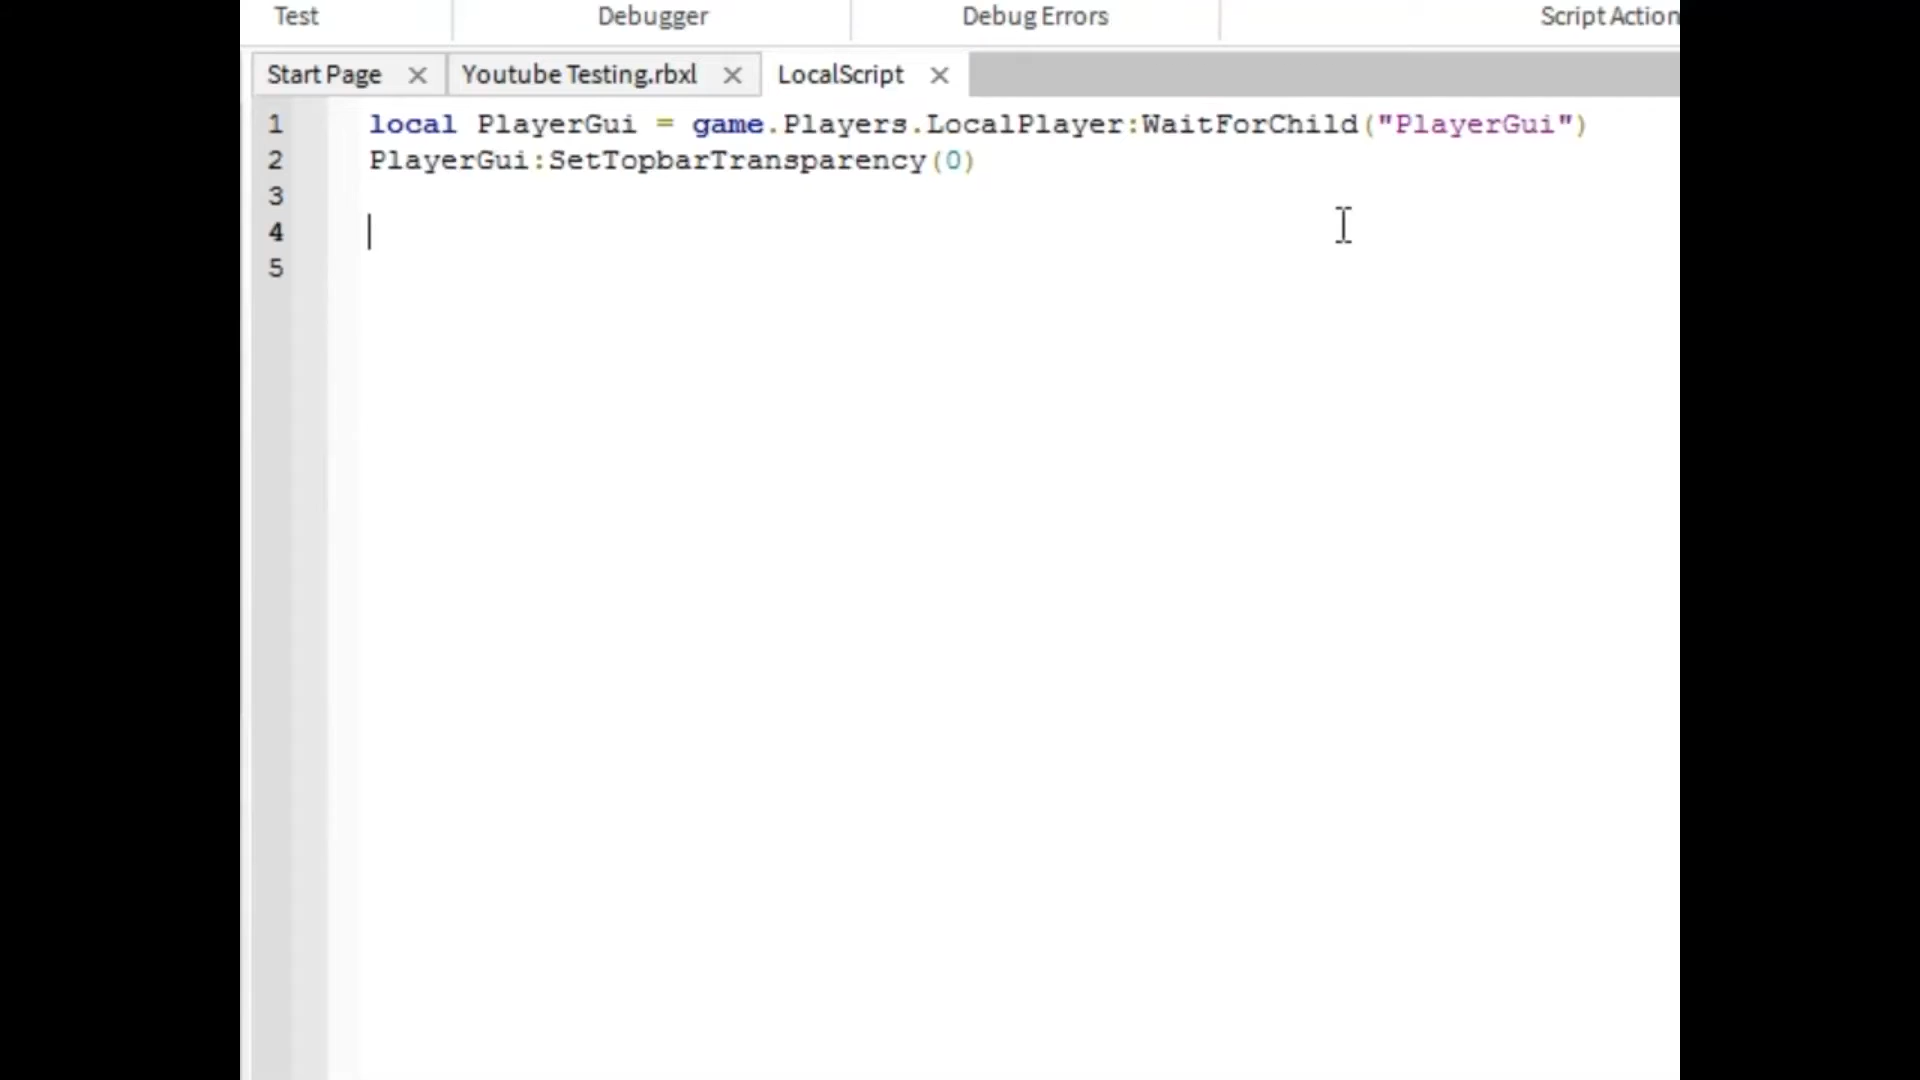 Test Debugger Debug Errors Script Action
Start Page Youtube Testing.rbxl LocalScript
1 local PlayerGui = game.Players.LocalPlayer:WaitForChild("PlayerGui")
2 PlayerGui:SetTopbarTransparency(0)
3
4
5